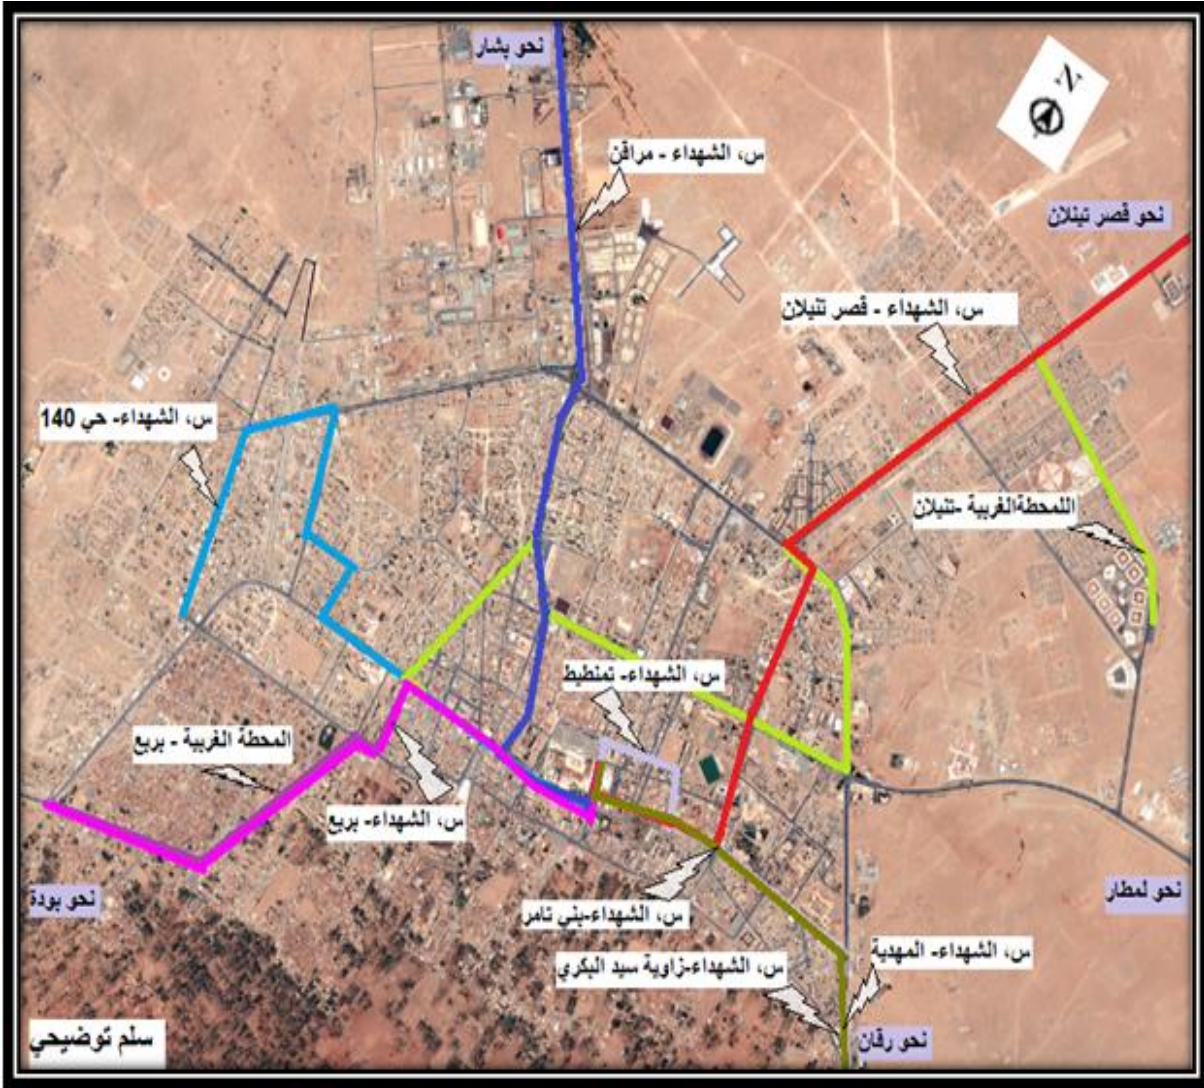 نحو بشار
N
س، الشهداء - مراقن
نحو قصر تينلان
س، الشهداء - قصر تنيلان
س، الشهداء- حي 140
اللمحطةالغربية -تنيلان
س، الشهداء- تمنطيط
المحطة الغربية - بربع
س، الشهداء- بربع
نحو بودة
نحو لمطار
س، الشهداء-بني تامر
س، الشهداء- المهدية
س، الشهداء-زاوية سيد البكري
نحو رقان
سلم توضيحي